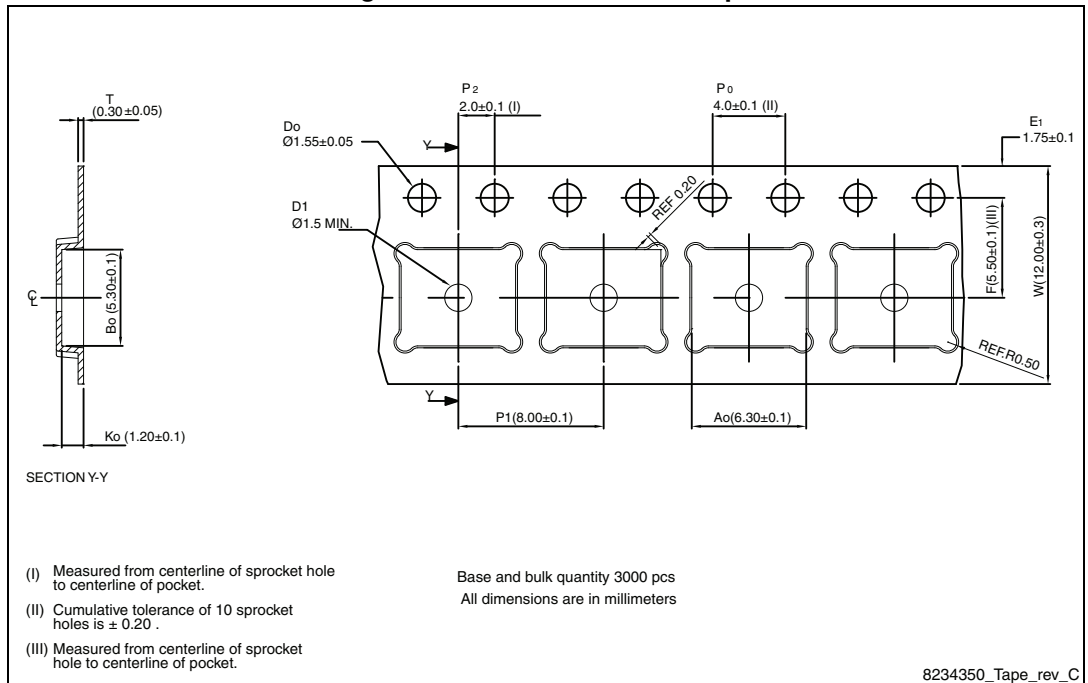 T
(0.30 ±0.05)
P2
2.0±0.1 (I)
P0
4.0±0.1 (II)
Do
Ø1.55±0.05
E1
1.75±0.1
Y
D1
Ø1.5 MIN.
REF 0.20
Bo (5.30±0.1)
F(5.50±0.1)(III)
W(12.00±0.3)
CL
REF.R0.50
Y
P1(8.00±0.1)
Ao(6.30±0.1)
Ko (1.20±0.1)
SECTION Y-Y
(I) Measured from centerline of sprocket hole
to centerline of pocket.
(II) Cumulative tolerance of 10 sprocket
holes is ± 0.20 .
(III) Measured from centerline of sprocket
hole to centerline of pocket.
Base and bulk quantity 3000 pcs
All dimensions are in millimeters
8234350_Tape_rev_C